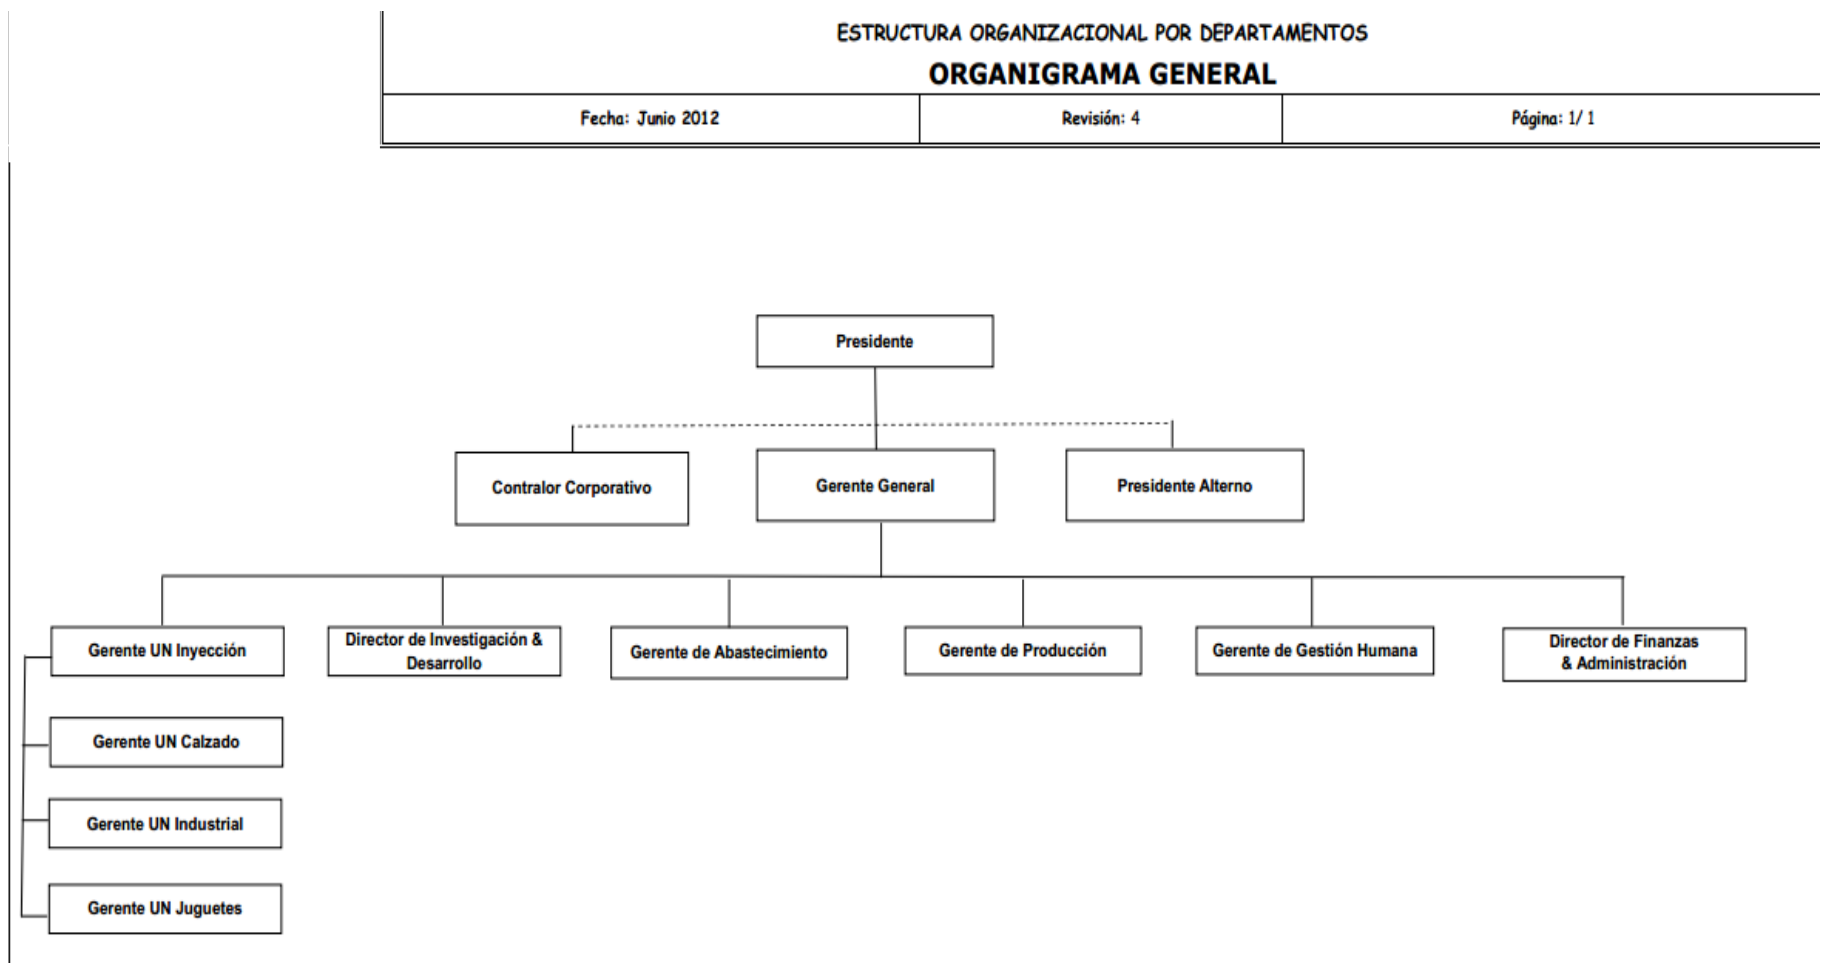 ESTRUCTURA ORGANIZACIONAL POR DEPARTAMENTOS
ORGANIGRAMA GENERAL
Fecha: Junio 2012
Revisión: 4
Página: 1/ 1
Presidente
Contralor Corporativo
Gerente General
Presidente Alterno
Gerente UN Inyección
Director de Investigación &
Desarrollo
Gerente de Abastecimiento
Gerente de Producción
Gerente de Gestión Humana
Director de Finanzas
& Administración
Gerente UN Calzado
Gerente UN Industrial
Gerente UN Juguetes